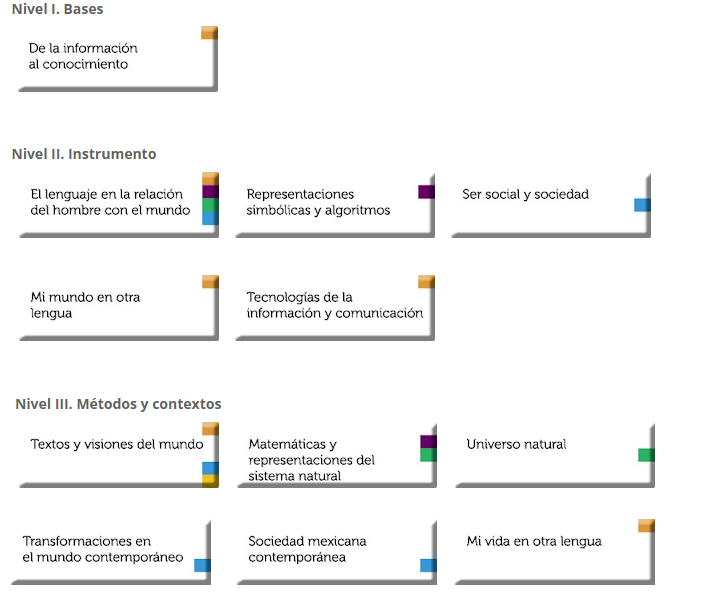 Nivel I. Bases
De la información
al conocimiento
Nivel II. Instrumento
El lenguaje en la relación
del hombre con el mundo
Representaciones
simbólicas y algoritmos
Ser social y sociedad
Mi mundo en otra
lengua
Tecnologías de la
información y comunicación
Nivel III. Métodos y contextos
Textos y visiones del mundo
Matemáticas y
representaciones del
sistema natural
Universo natural
Transformaciones en
el mundo contemporáneo
Sociedad mexicana
contemporánea
Mi vida en otra lengua